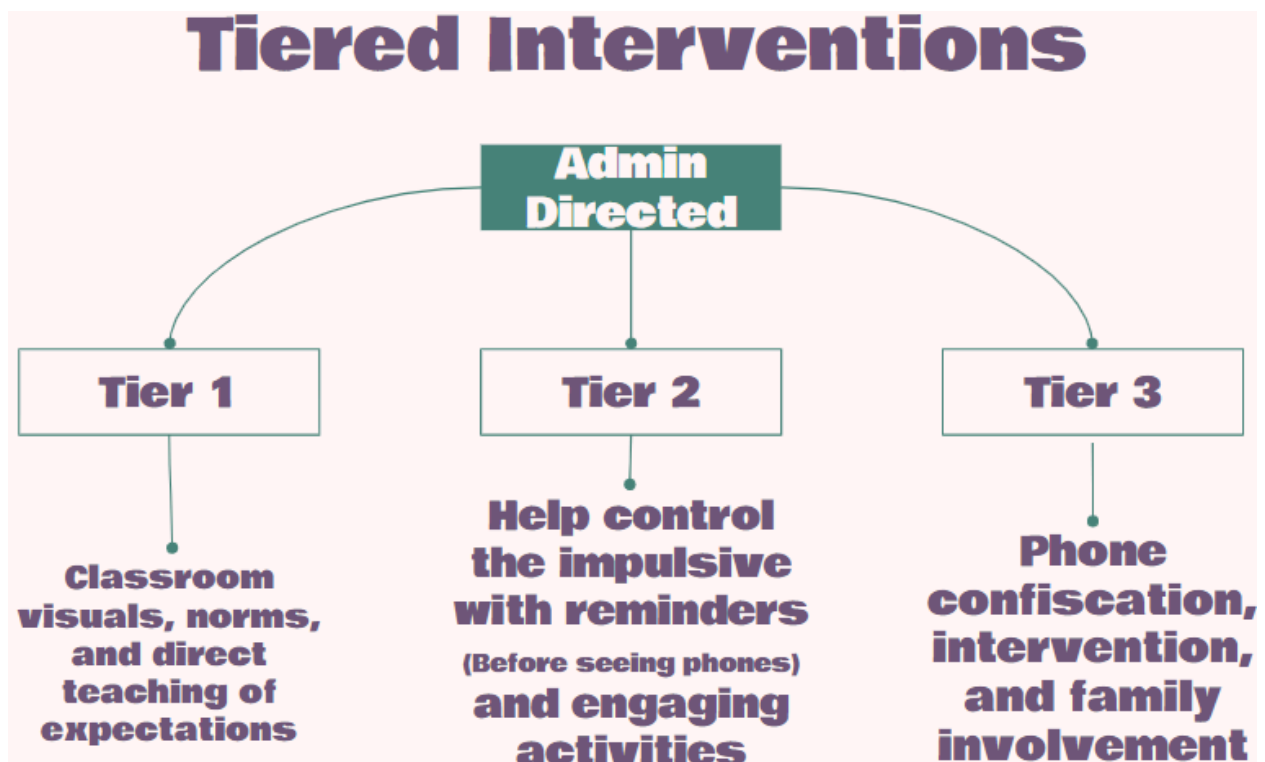 Tiered Interventions
Admin
Directed
Tier 1
Tier 2
Tier 3
Classroom
visuals, norms,
and direct
teaching of
expectations
Help control
the impulsive
with reminders
(Before seeing phones)
and engaging
activities
Phone
confiscation,
intervention,
and family
involvement